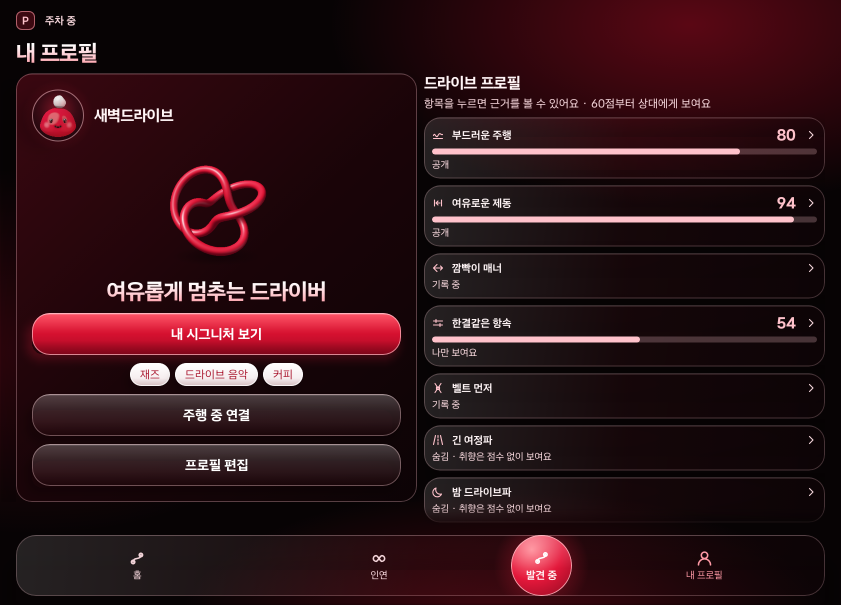 P 주차 중
내 프로필
새벽드라이브
여유롭게 멈추는 드라이버
내 시그니처 보기
재즈 드라이브 음악 커피
주행 중 연결
프로필 편집
드라이브 프로필
항목을 누르면 근거를 볼 수 있어요 · 60점부터 상대에게 보여요
부드러운 주행 80
공개
여유로운 제동 94
공개
깜빡이 매너
기록 중
한결같은 항속 54
나만 보여요
벨트 먼저
기록 중
긴 여정파
숨김 · 취향은 점수 없이 보여요
밤 드라이브파
숨김 · 취향은 점수 없이 보여요
홈 인연 발견 중 내 프로필